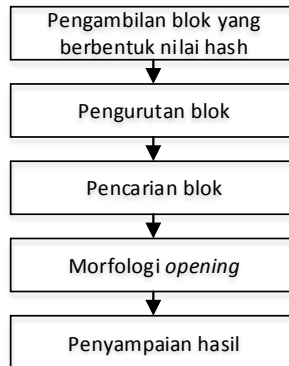 Pengambilan blok yang
berbentuk nilai hash
Pengurutan blok
Pencarian blok
Morfologi opening
Penyampaian hasil